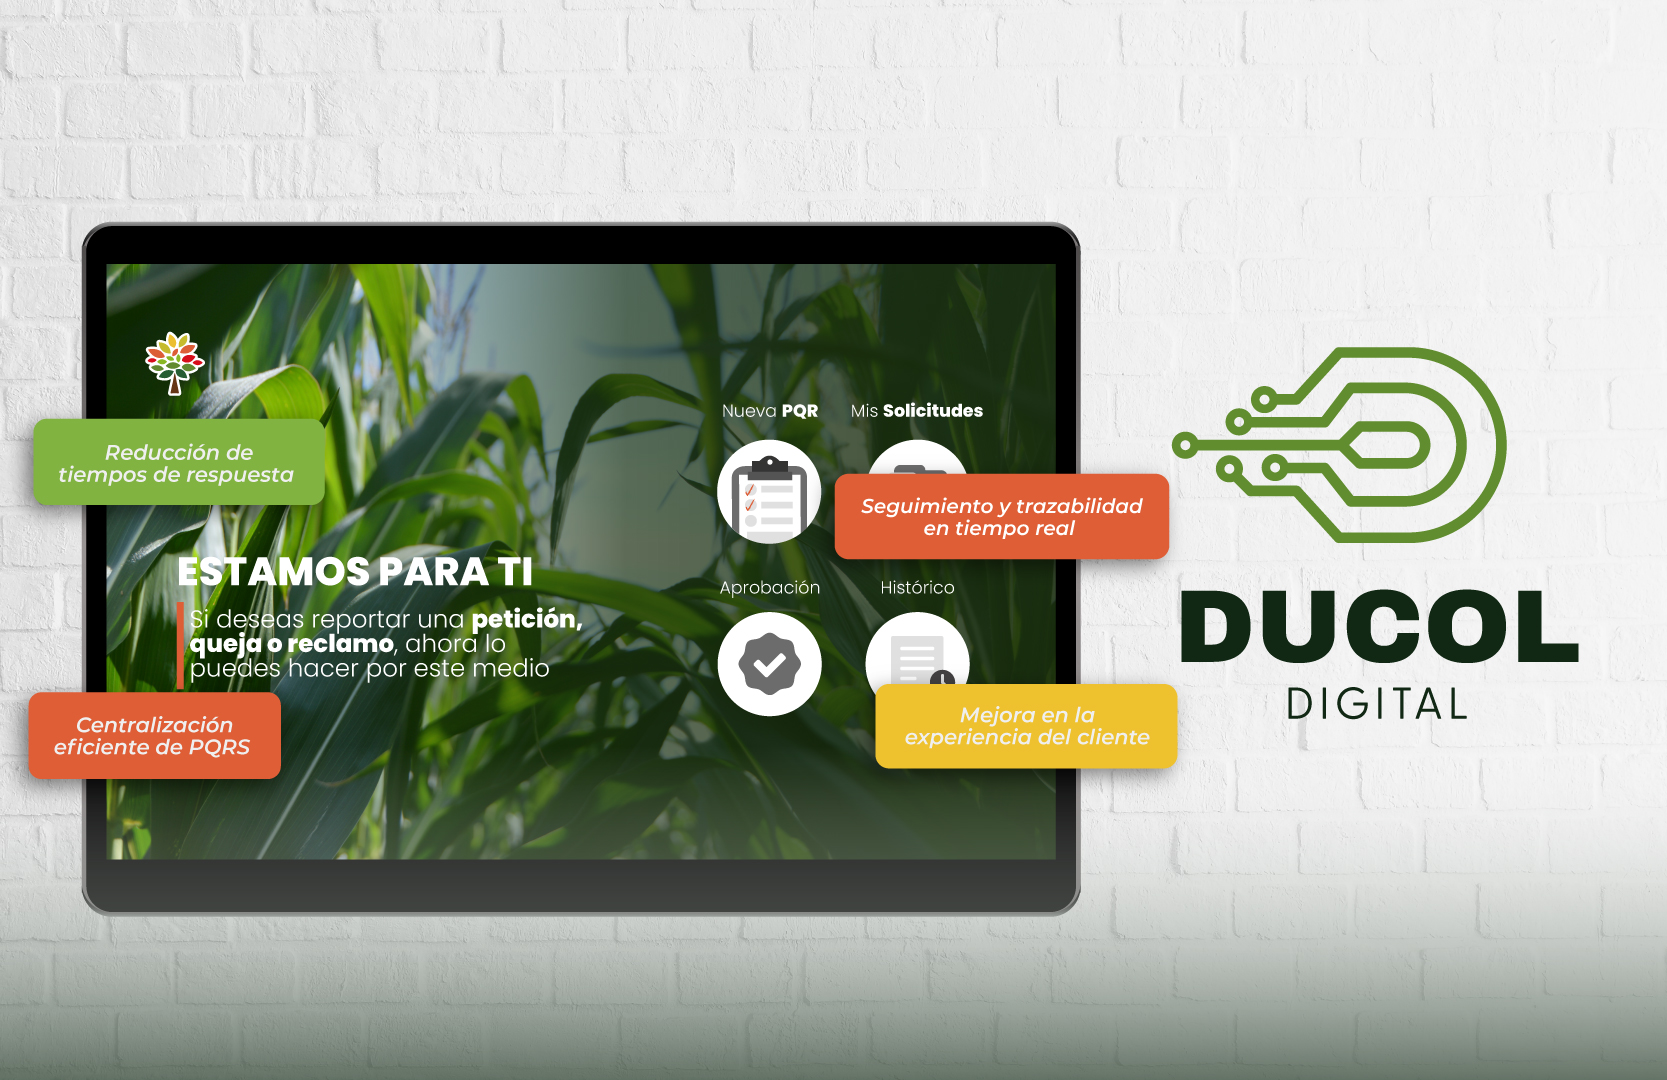 Nueva PQR
Mis Solicitudes
Reducción de
tiempos de respuesta
Seguimiento y trazabilidad
en tiempo real
ESTAMOS PARA TI
Si deseas reportar una petición,
queja o reclamo, ahora lo
puedes hacer por este medio
Aprobación
Histórico
Centralización
eficiente de PQRS
Mejora en la
experiencia del cliente
DUCOL
DIGITAL